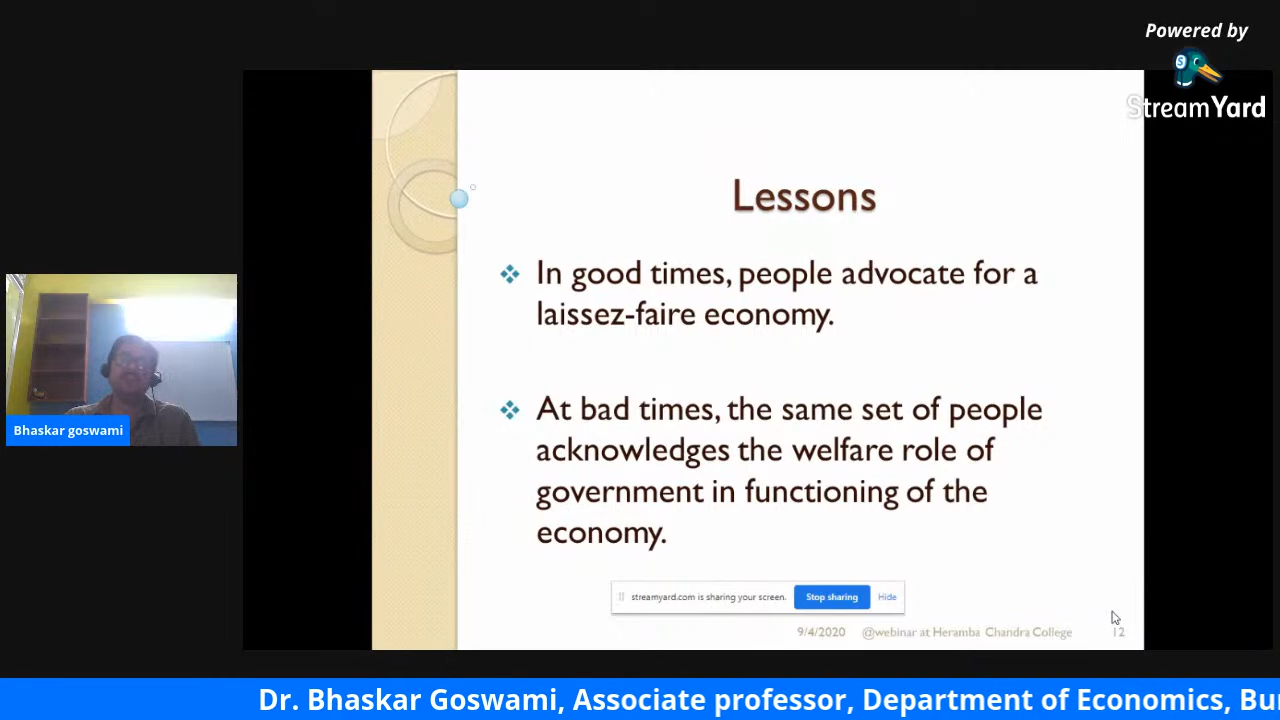 Powered by
StreamYard
Lessons
In good times, people advocate for a
laissez-faire economy.
At bad times, the same set of people
acknowledges the welfare role of
government in functioning of the
economy.
streamyard.com is sharing your screen. Stop sharing Hide
9/4/2020 @webinar at Heramba Chandra College 12
Bhaskar goswami
Dr. Bhaskar Goswami, Associate professor, Department of Economics, Bu